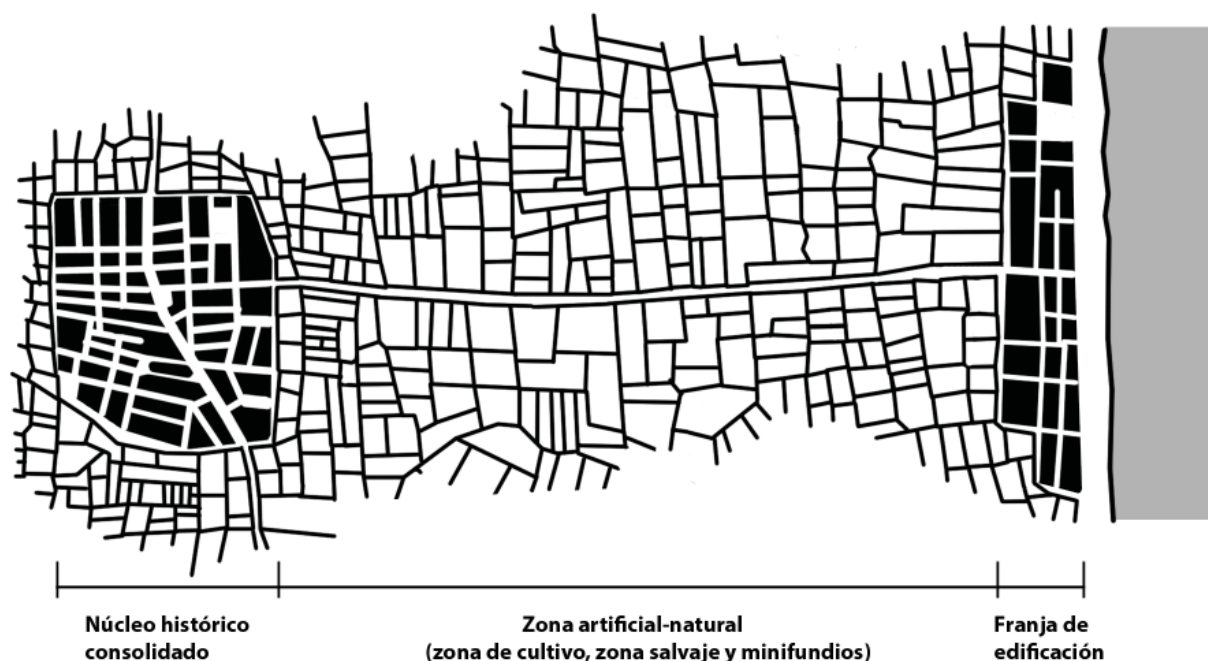 Núcleo histórico
consolidado
Zona artificial-natural
(zona de cultivo, zona salvaje y minifundios)
Franja de
edificación